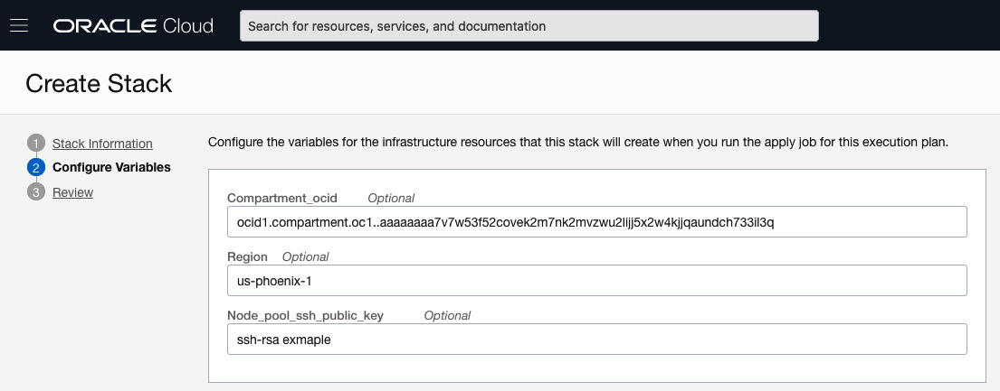 ORACLE Cloud
Search for resources, services, and documentation
Create Stack
1 Stack Information
2 Configure Variables
3 Review
Configure the variables for the infrastructure resources that this stack will create when you run the apply job for this execution plan.
Compartment_ocid Optional
ocid1.compartment.oc1..aaaaaaaa7v7w53f52covek2m7nk2mvzwu2lijj5x2w4kjjqaundch733il3q
Region Optional
us-phoenix-1
Node_pool_ssh_public_key Optional
ssh-rsa exmaple